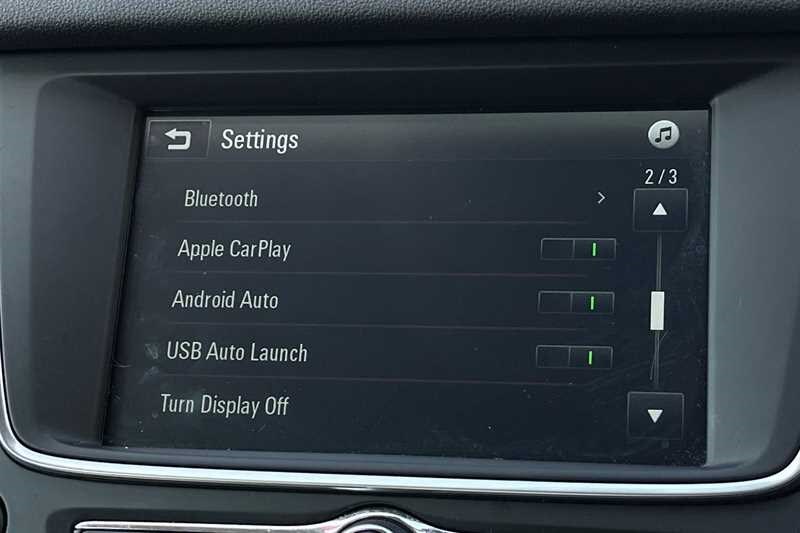 Settings
2/3
Bluetooth
Apple CarPlay
Android Auto
USB Auto Launch
Turn Display Off